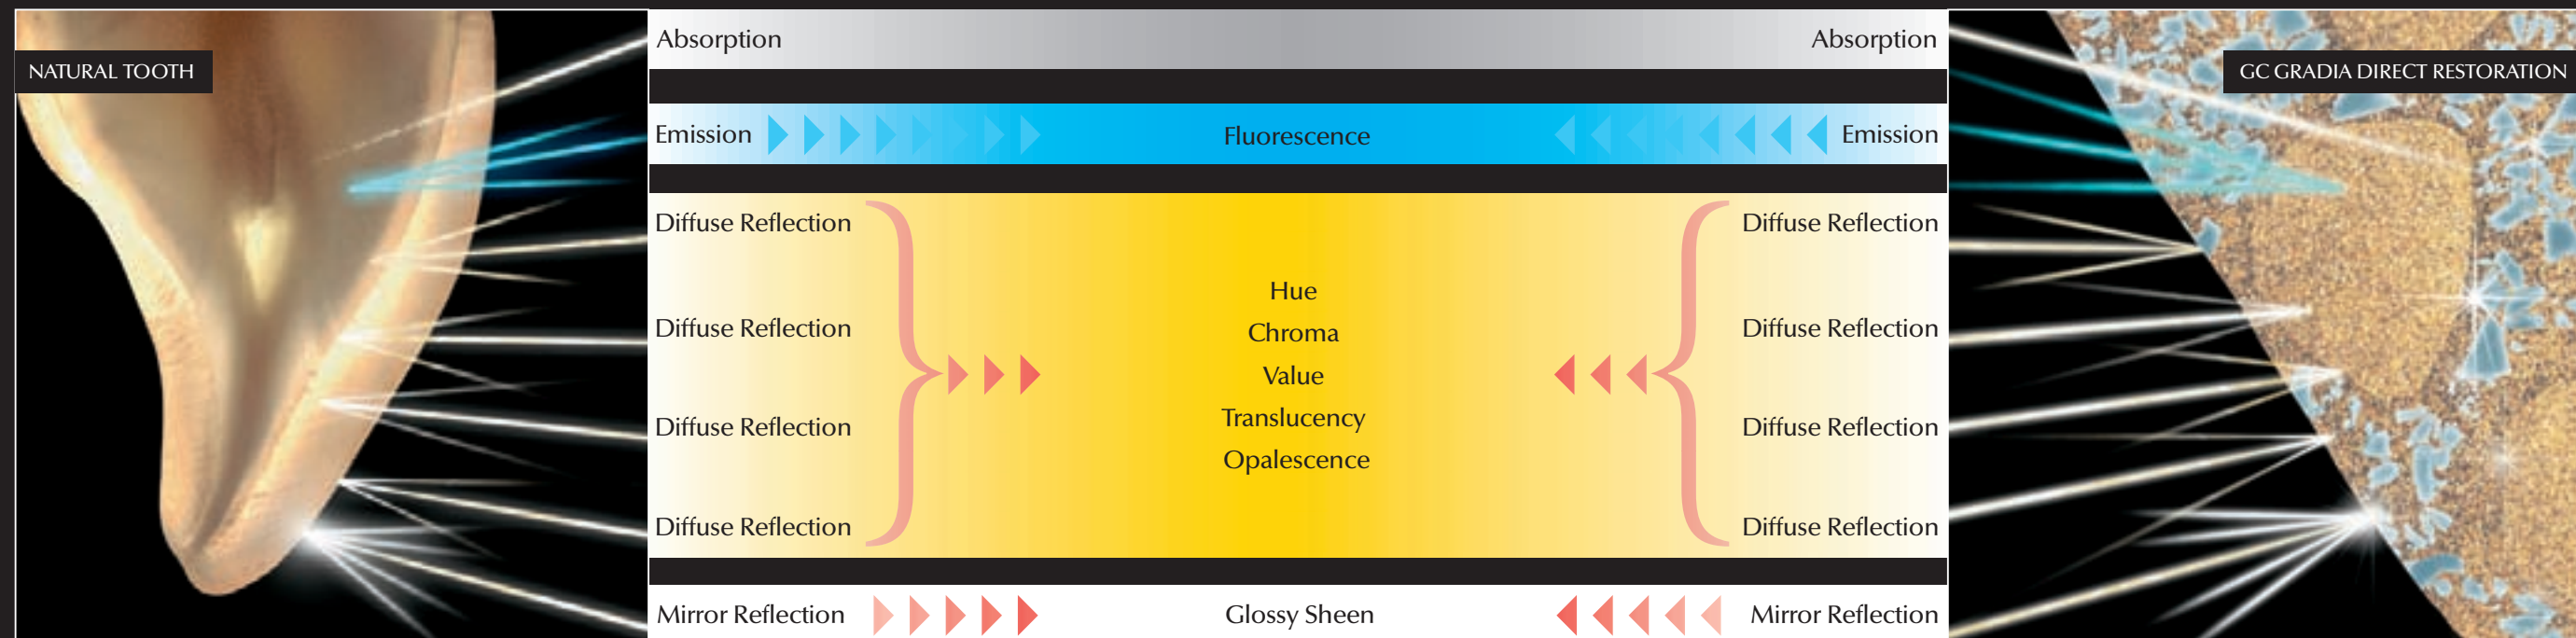 NATURAL TOOTH
GC GRADIA DIRECT RESTORATION
Absorption
Absorption
Emission
Fluorescence
Emission
Diffuse Reflection
Diffuse Reflection
Diffuse Reflection
Diffuse Reflection
Hue
Chroma
Value
Translucency
Opalescence
Diffuse Reflection
Diffuse Reflection
Diffuse Reflection
Diffuse Reflection
Mirror Reflection
Glossy Sheen
Mirror Reflection